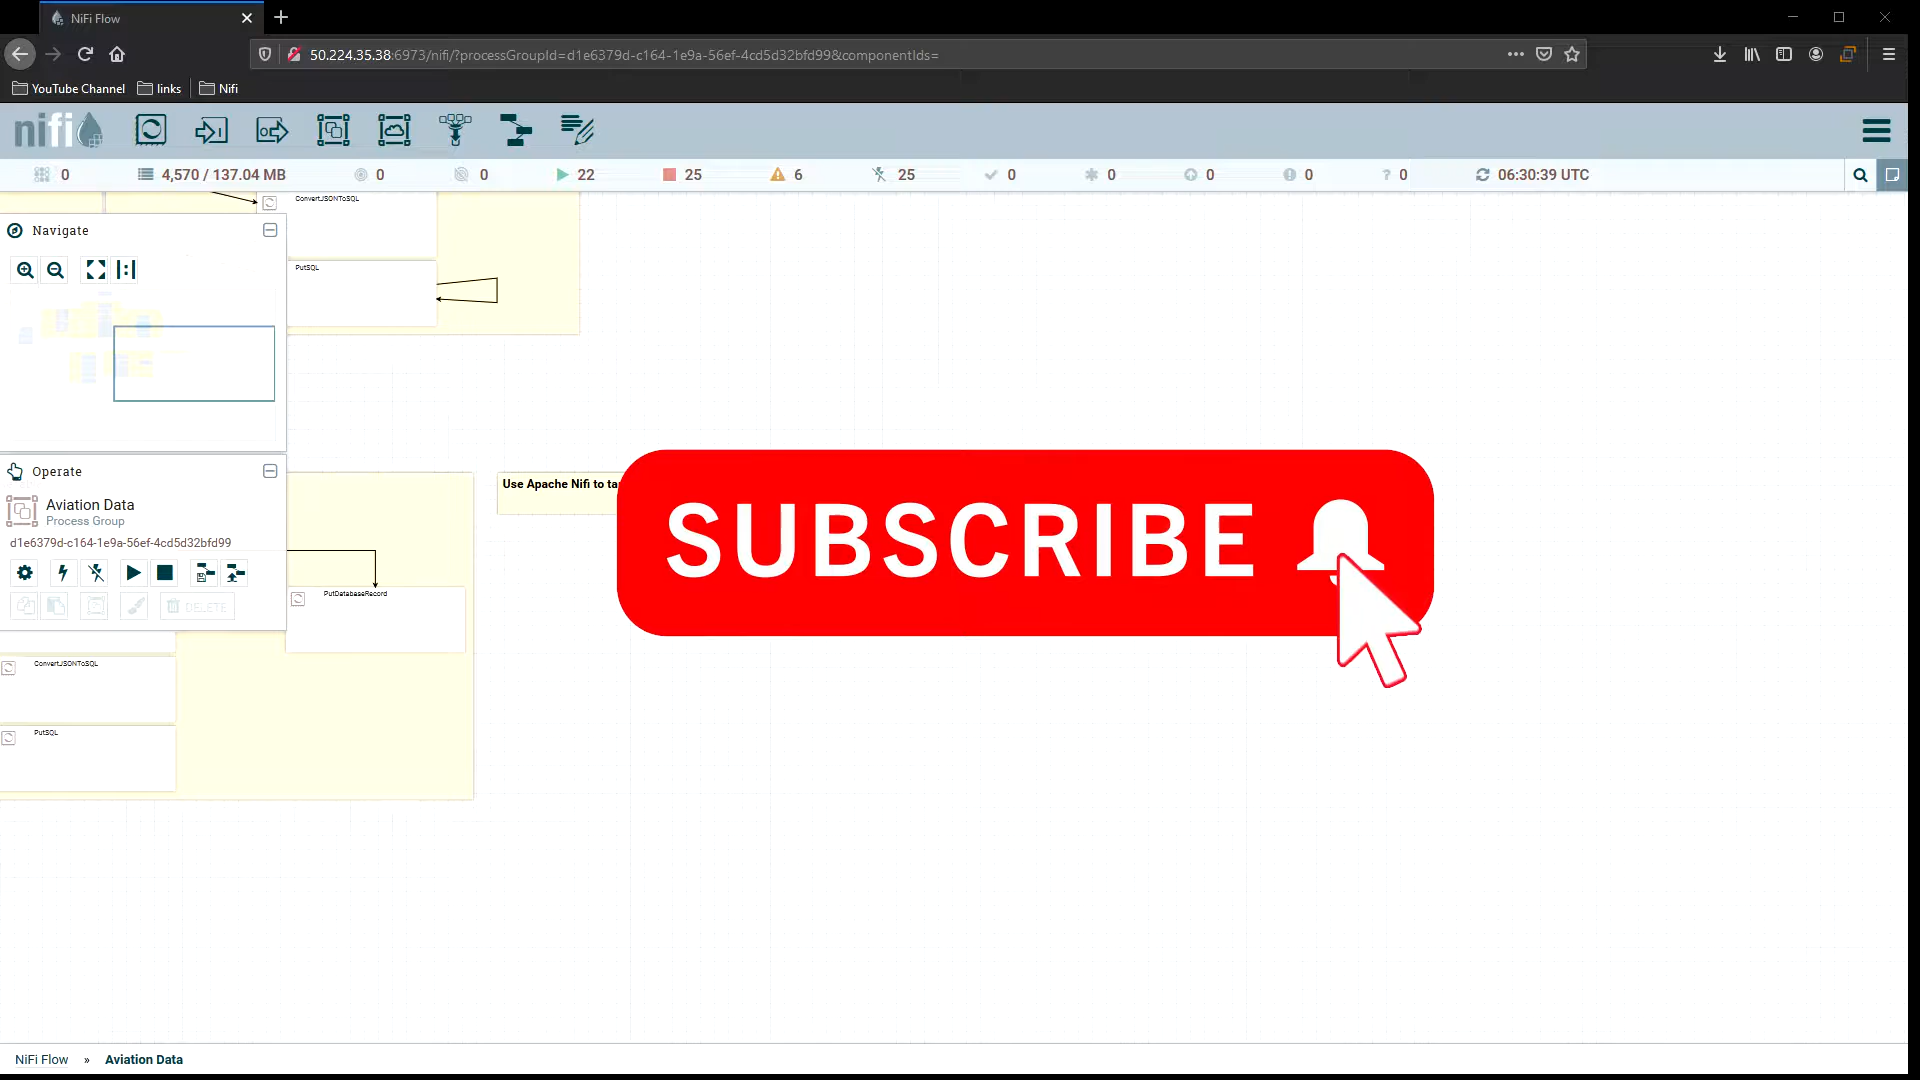 NiFi Flow
50.224.35.38:6973/nifi/?processGroupId=d1e6379d-c164-1e9a-56ef-4cd5d32bfd99&componentIds=
YouTube Channel
links
Nifi
nifi
0
4,570 / 137.04 MB
0
0
22
25
6
25
0
0
0
0
? 0
06:30:39 UTC
ConvertJSONToSQL
Navigate
PutSQL
Operate
Use Apache Nifi to
Aviation Data
Process Group
d1e6379d-c164-1e9a-56ef-4cd5d32bfd99
SUBSCRIBE
PutDatabaseRecord
DELETE
ConvertJSONToSQL
PutSQL
NiFi Flow » Aviation Data